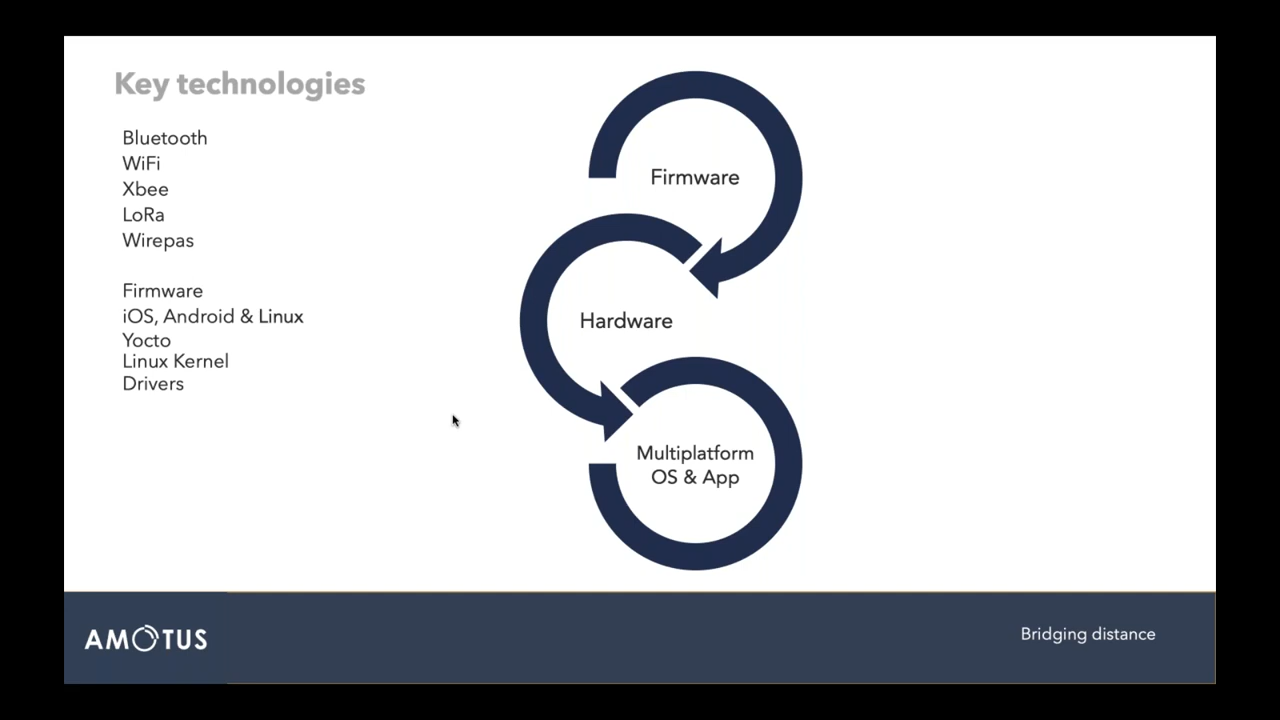 Key technologies
Bluetooth
WiFi
Xbee
LoRa
Wirepas
Firmware
iOS, Android & Linux
Yocto
Linux Kernel
Drivers
Firmware
Hardware
Multiplatform
OS & App
AMOTUS
Bridging distance